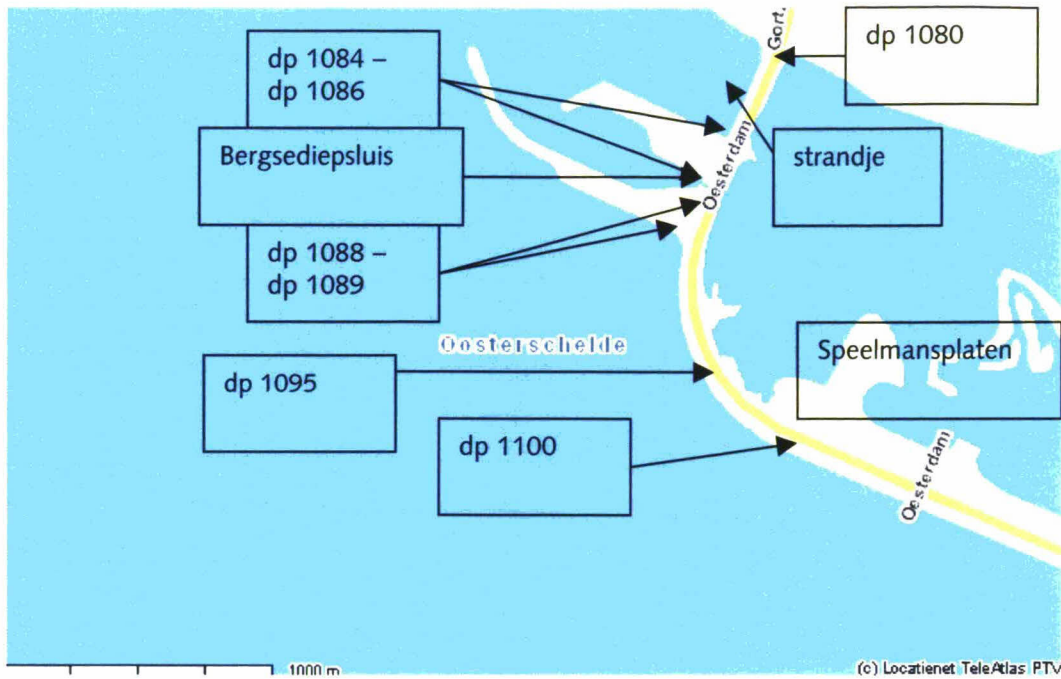 Gort.
dp 1080
dp 1084 –
dp 1086
Oesterdam
strandje
Bergsediepsluis
dp 1088 –
dp 1089
Oosterschelde
Speelmansplaten
dp 1095
dp 1100
Oesterdam
1000 m
(c) Locatienet TeleAtlas PTV